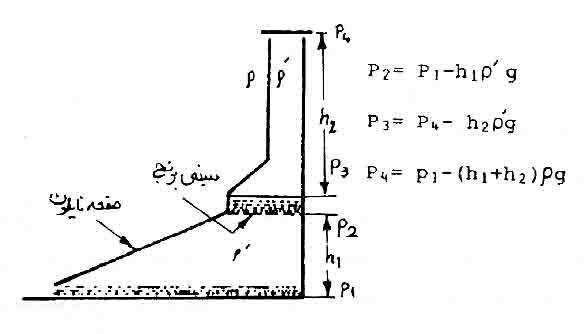 P4
ρ ρ′
P2= P1-h1ρ′g
h2
P3= P4- h2ρ′g
سینی برنج
P3
P4= p1-(h1+h2)ρg
صفحه نایلون
P2
ρ′
h1
P1